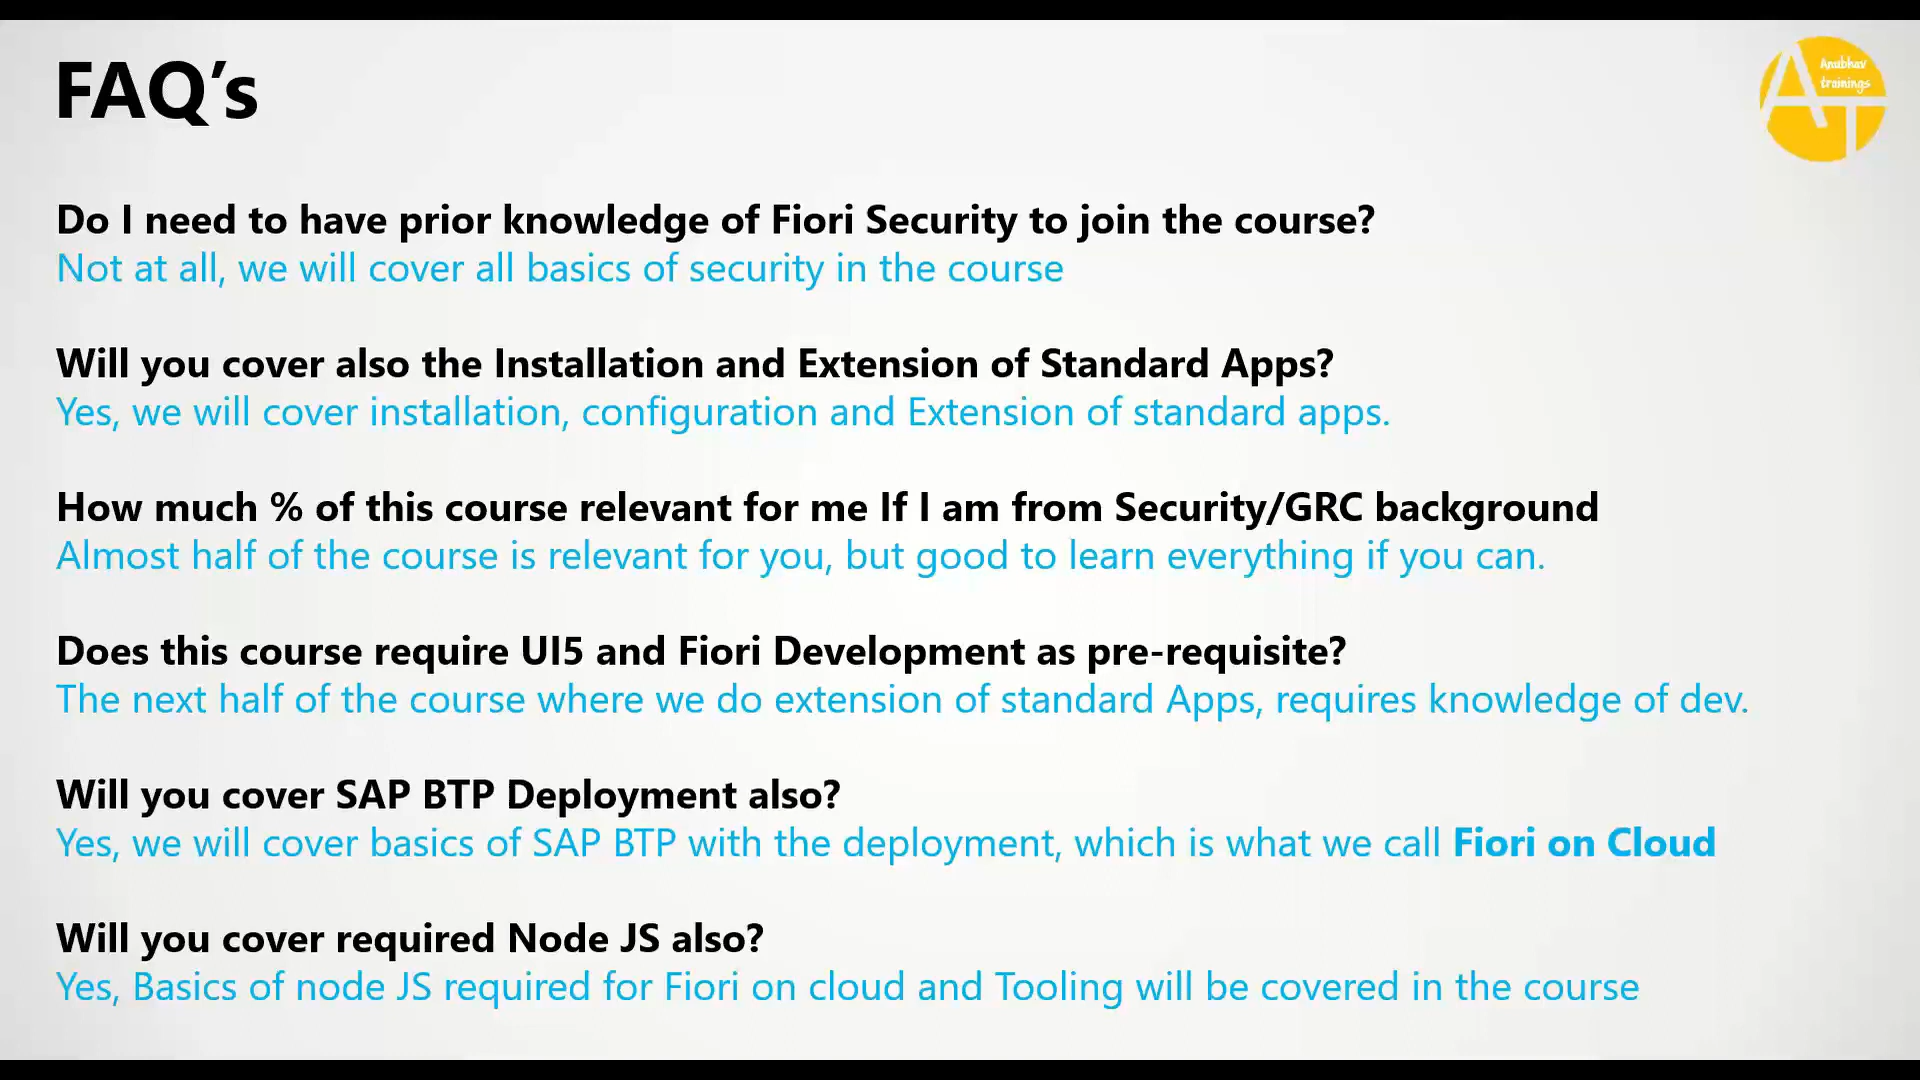 FAQ’s
Anubhav
trainings
AT
Do I need to have prior knowledge of Fiori Security to join the course?
Not at all, we will cover all basics of security in the course
Will you cover also the Installation and Extension of Standard Apps?
Yes, we will cover installation, configuration and Extension of standard apps.
How much % of this course relevant for me If I am from Security/GRC background
Almost half of the course is relevant for you, but good to learn everything if you can.
Does this course require UI5 and Fiori Development as pre-requisite?
The next half of the course where we do extension of standard Apps, requires knowledge of dev.
Will you cover SAP BTP Deployment also?
Yes, we will cover basics of SAP BTP with the deployment, which is what we call Fiori on Cloud
Will you cover required Node JS also?
Yes, Basics of node JS required for Fiori on cloud and Tooling will be covered in the course